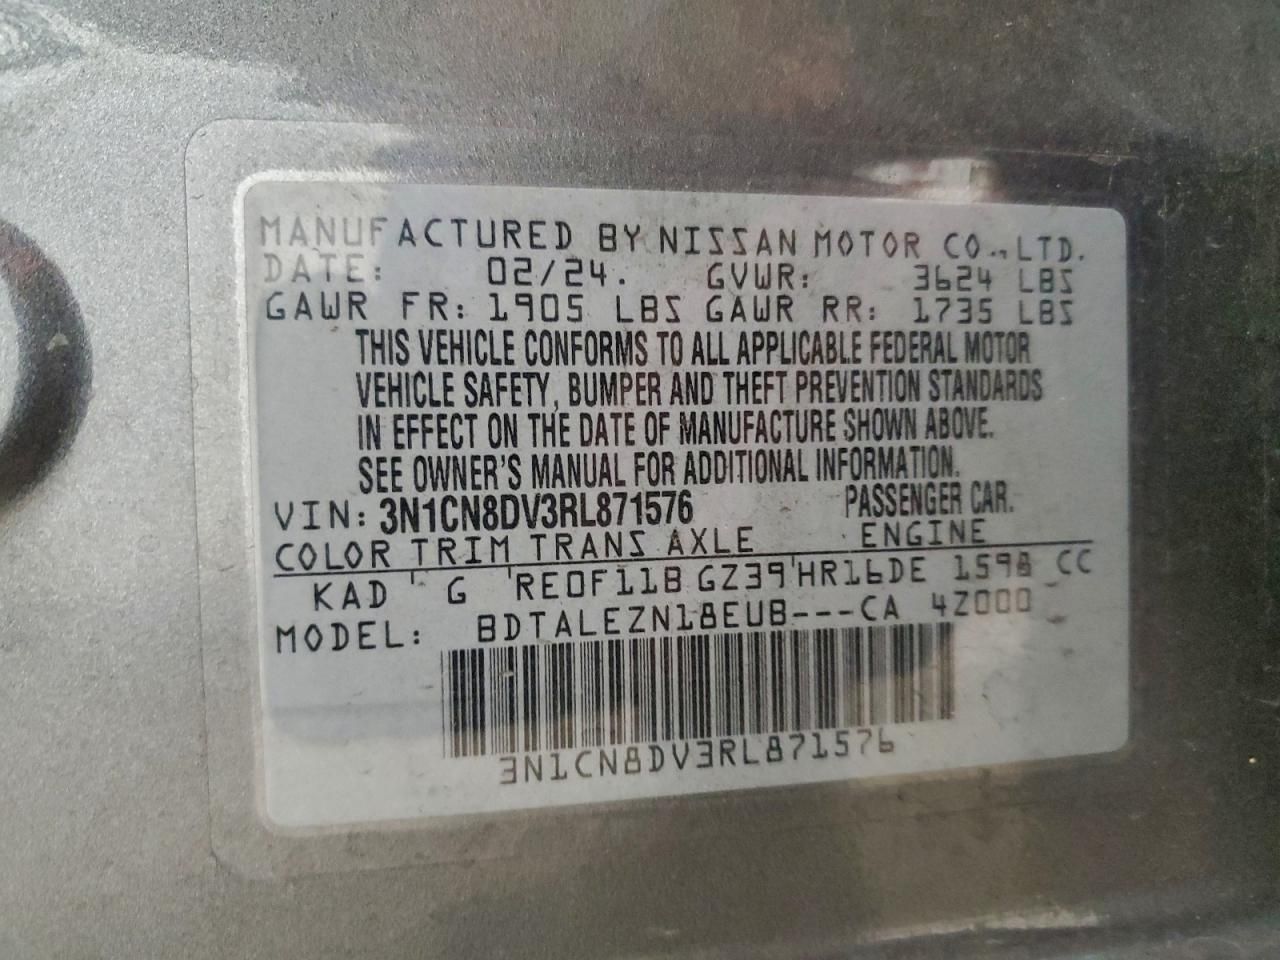 MANUFACTURED BY NISSAN MOTOR CO., LTD.
DATE: 02/24. GVWR: 3624 LBS
GAWR FR: 1905 LBS GAWR RR: 1735 LBS
THIS VEHICLE CONFORMS TO ALL APPLICABLE FEDERAL MOTOR
VEHICLE SAFETY, BUMPER AND THEFT PREVENTION STANDARDS
IN EFFECT ON THE DATE OF MANUFACTURE SHOWN ABOVE.
SEE OWNER'S MANUAL FOR ADDITIONAL INFORMATION.
VIN: 3N1CN8DV3RL871576 PASSENGER CAR.
COLOR TRIM TRANS AXLE ENGINE
KAD G RE0F11B GZ39 HR16DE 1598 CC
MODEL: BDTALEZN18EUB---CA 4Z000
3N1CN8DV3RL871576